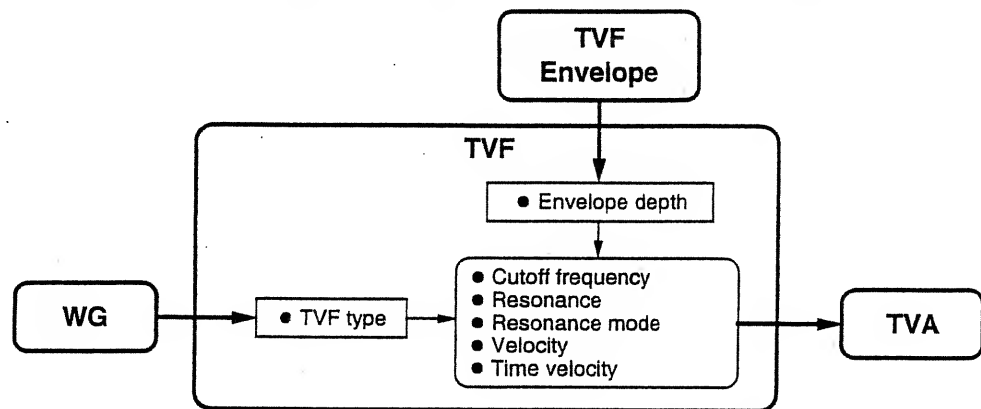 TVF
Envelope
TVF
● Envelope depth
● Cutoff frequency
● Resonance
● Resonance mode
● Velocity
● Time velocity
WG
● TVF type
TVA